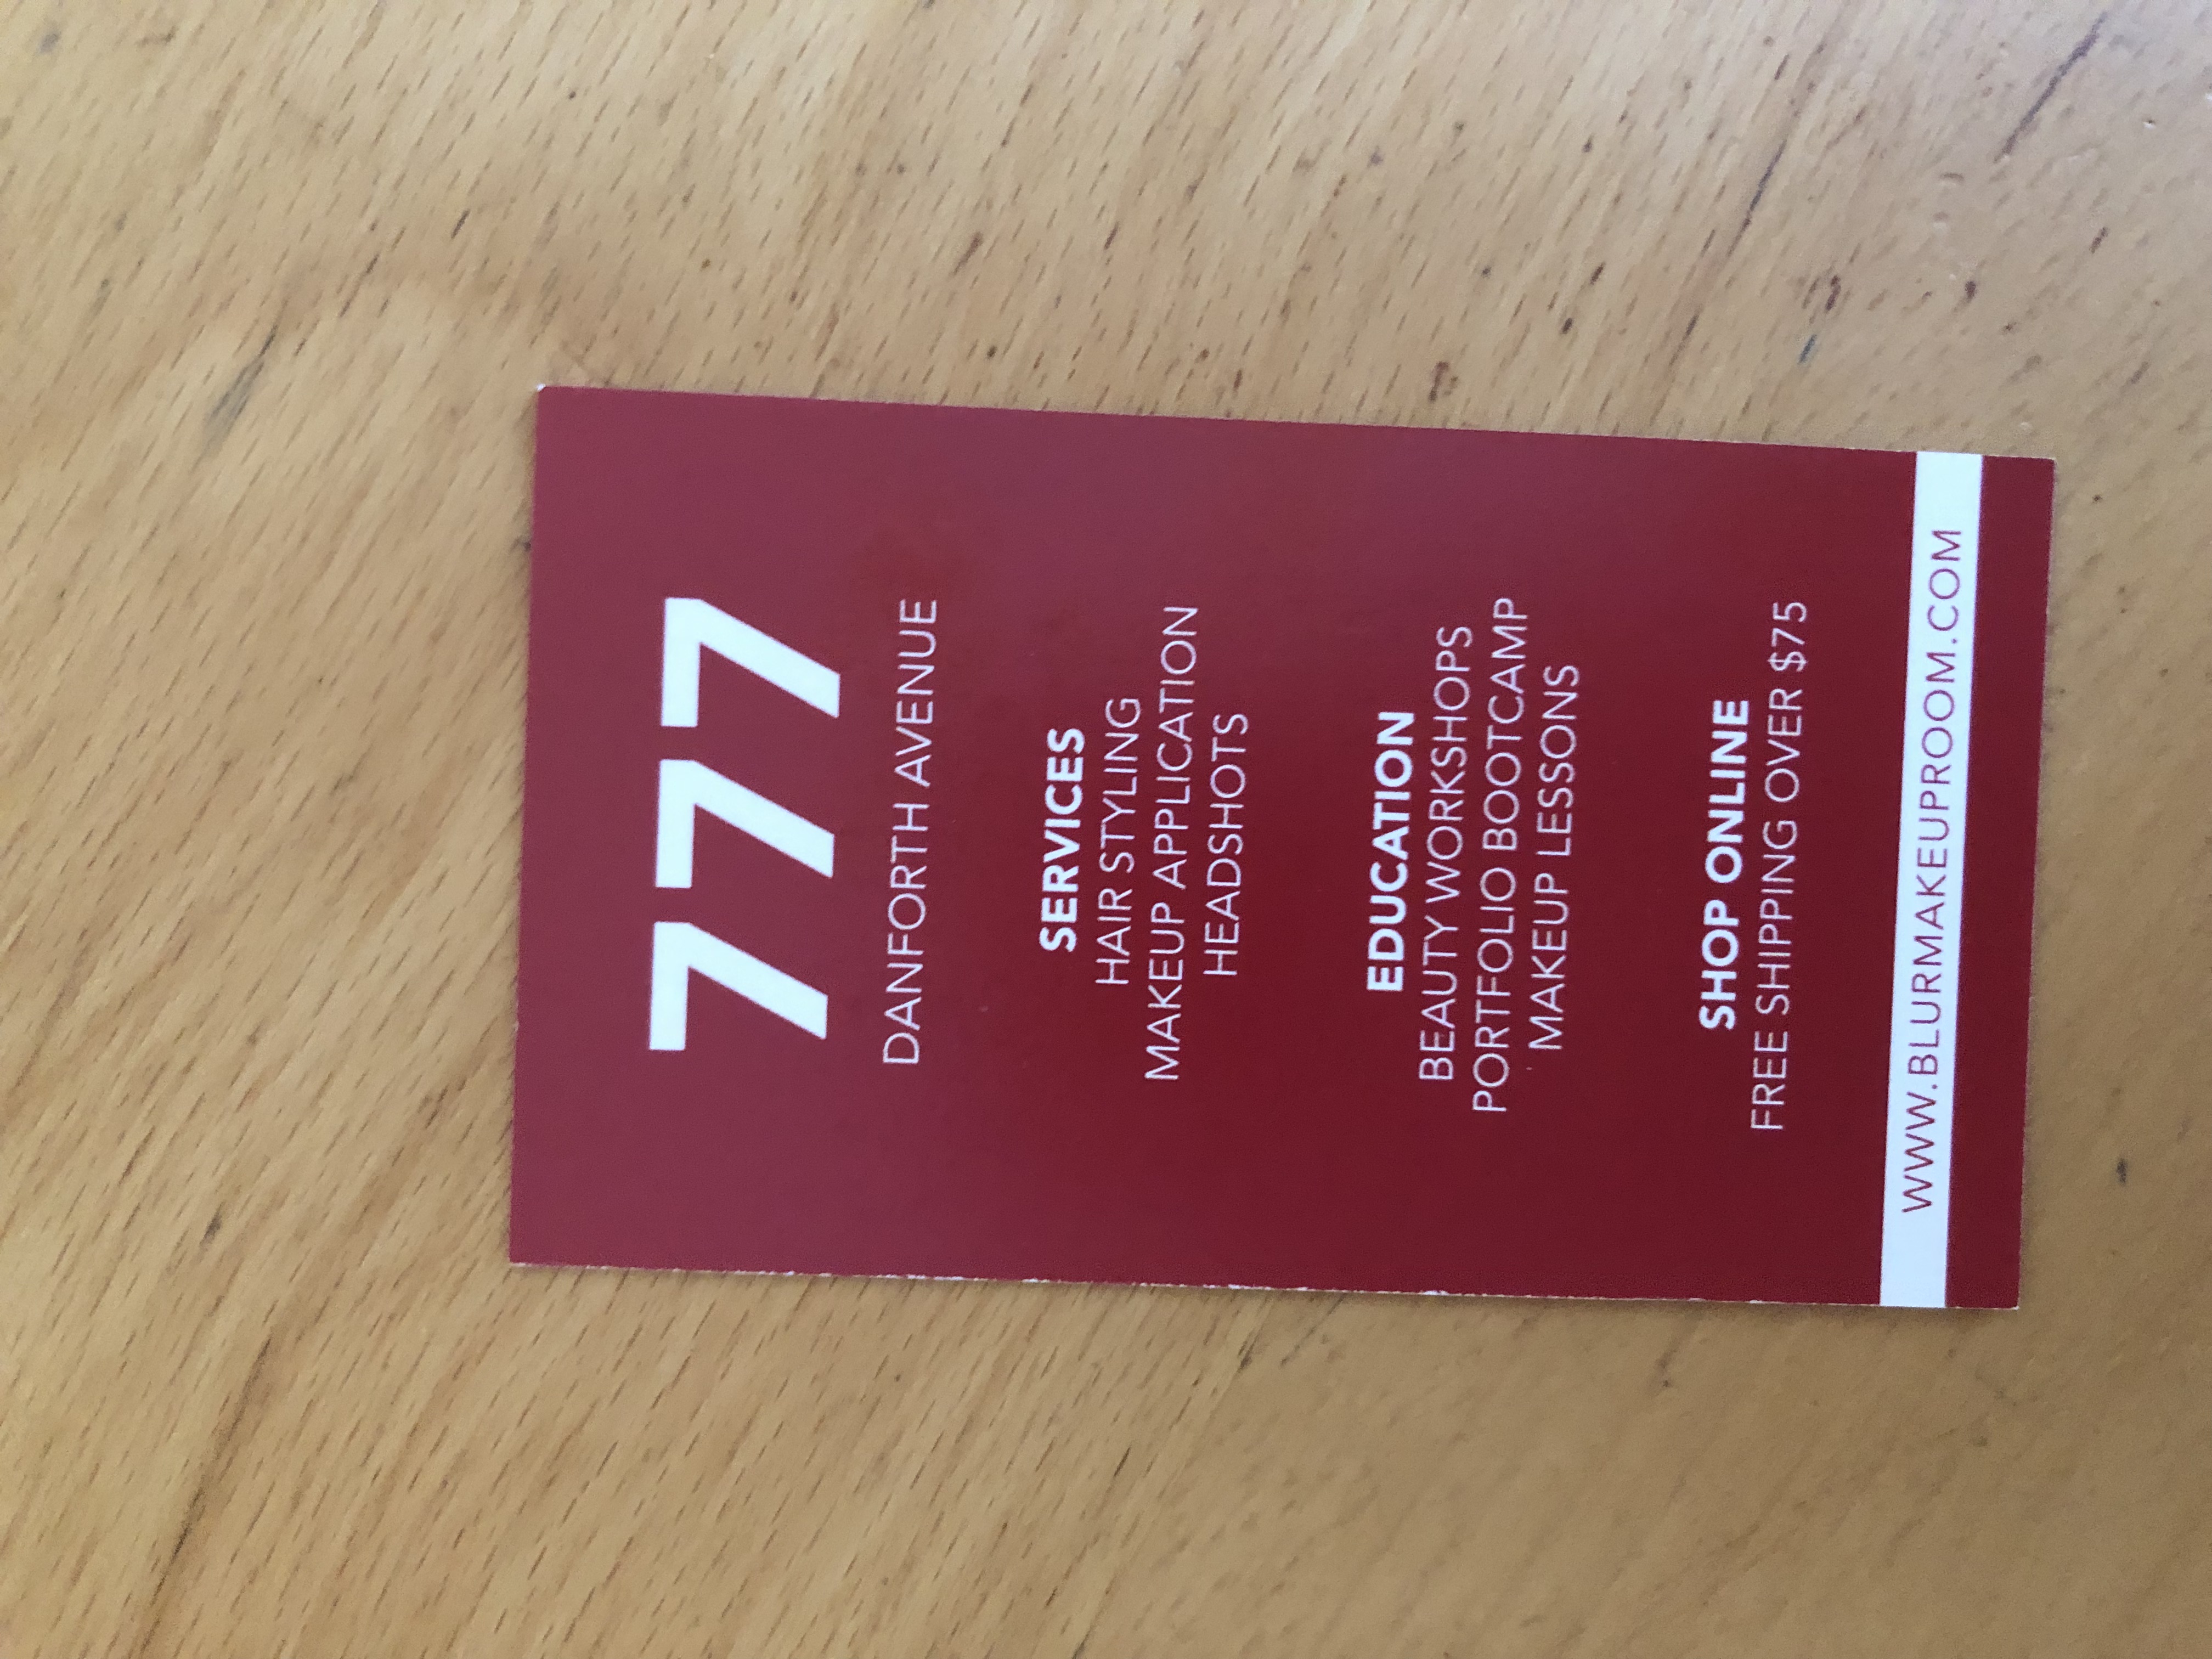 777
DANFORTH AVENUE
SERVICES
HAIR STYLING
MAKEUP APPLICATION
HEADSHOTS
EDUCATION
BEAUTY WORKSHOPS
PORTFOLIO BOOTCAMP
MAKEUP LESSONS
SHOP ONLINE
FREE SHIPPING OVER $75
WWW.BLURMAKEUPROOM.COM